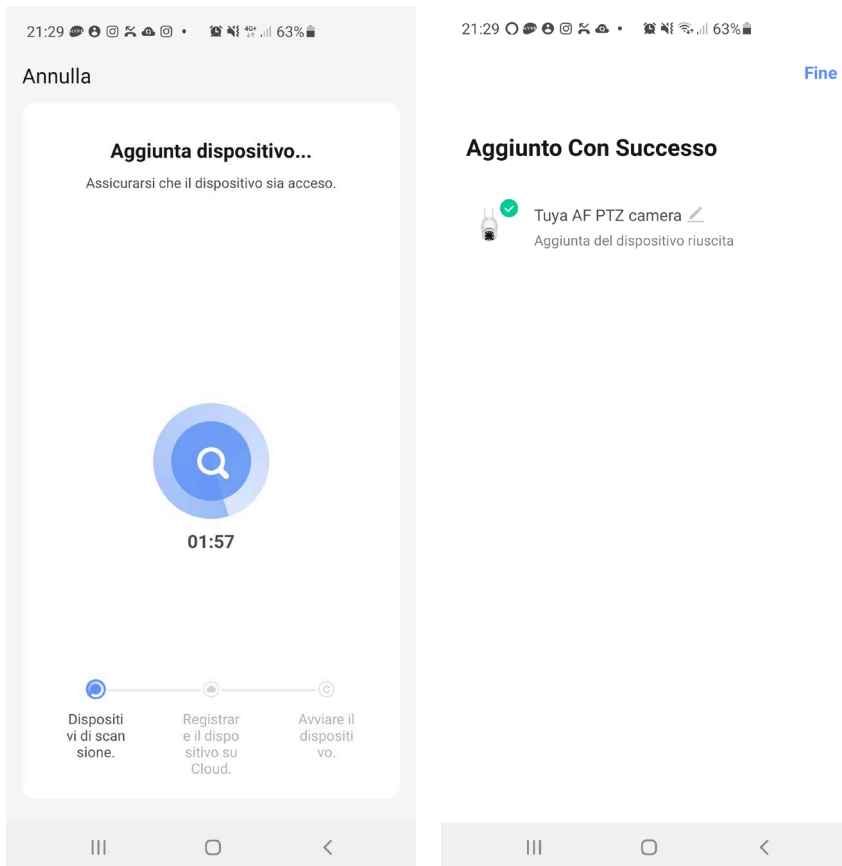 21:29
4G+
63%
Annulla
Aggiunta dispositivo...
Assicurarsi che il dispositivo sia acceso.
01:57
Dispositi
vi di scan
sione.
Registrar
e il dispo
sitivo su
Cloud.
Avviare il
dispositi
vo.
21:29
63%
Fine
Aggiunto Con Successo
Tuya AF PTZ camera
Aggiunta del dispositivo riuscita